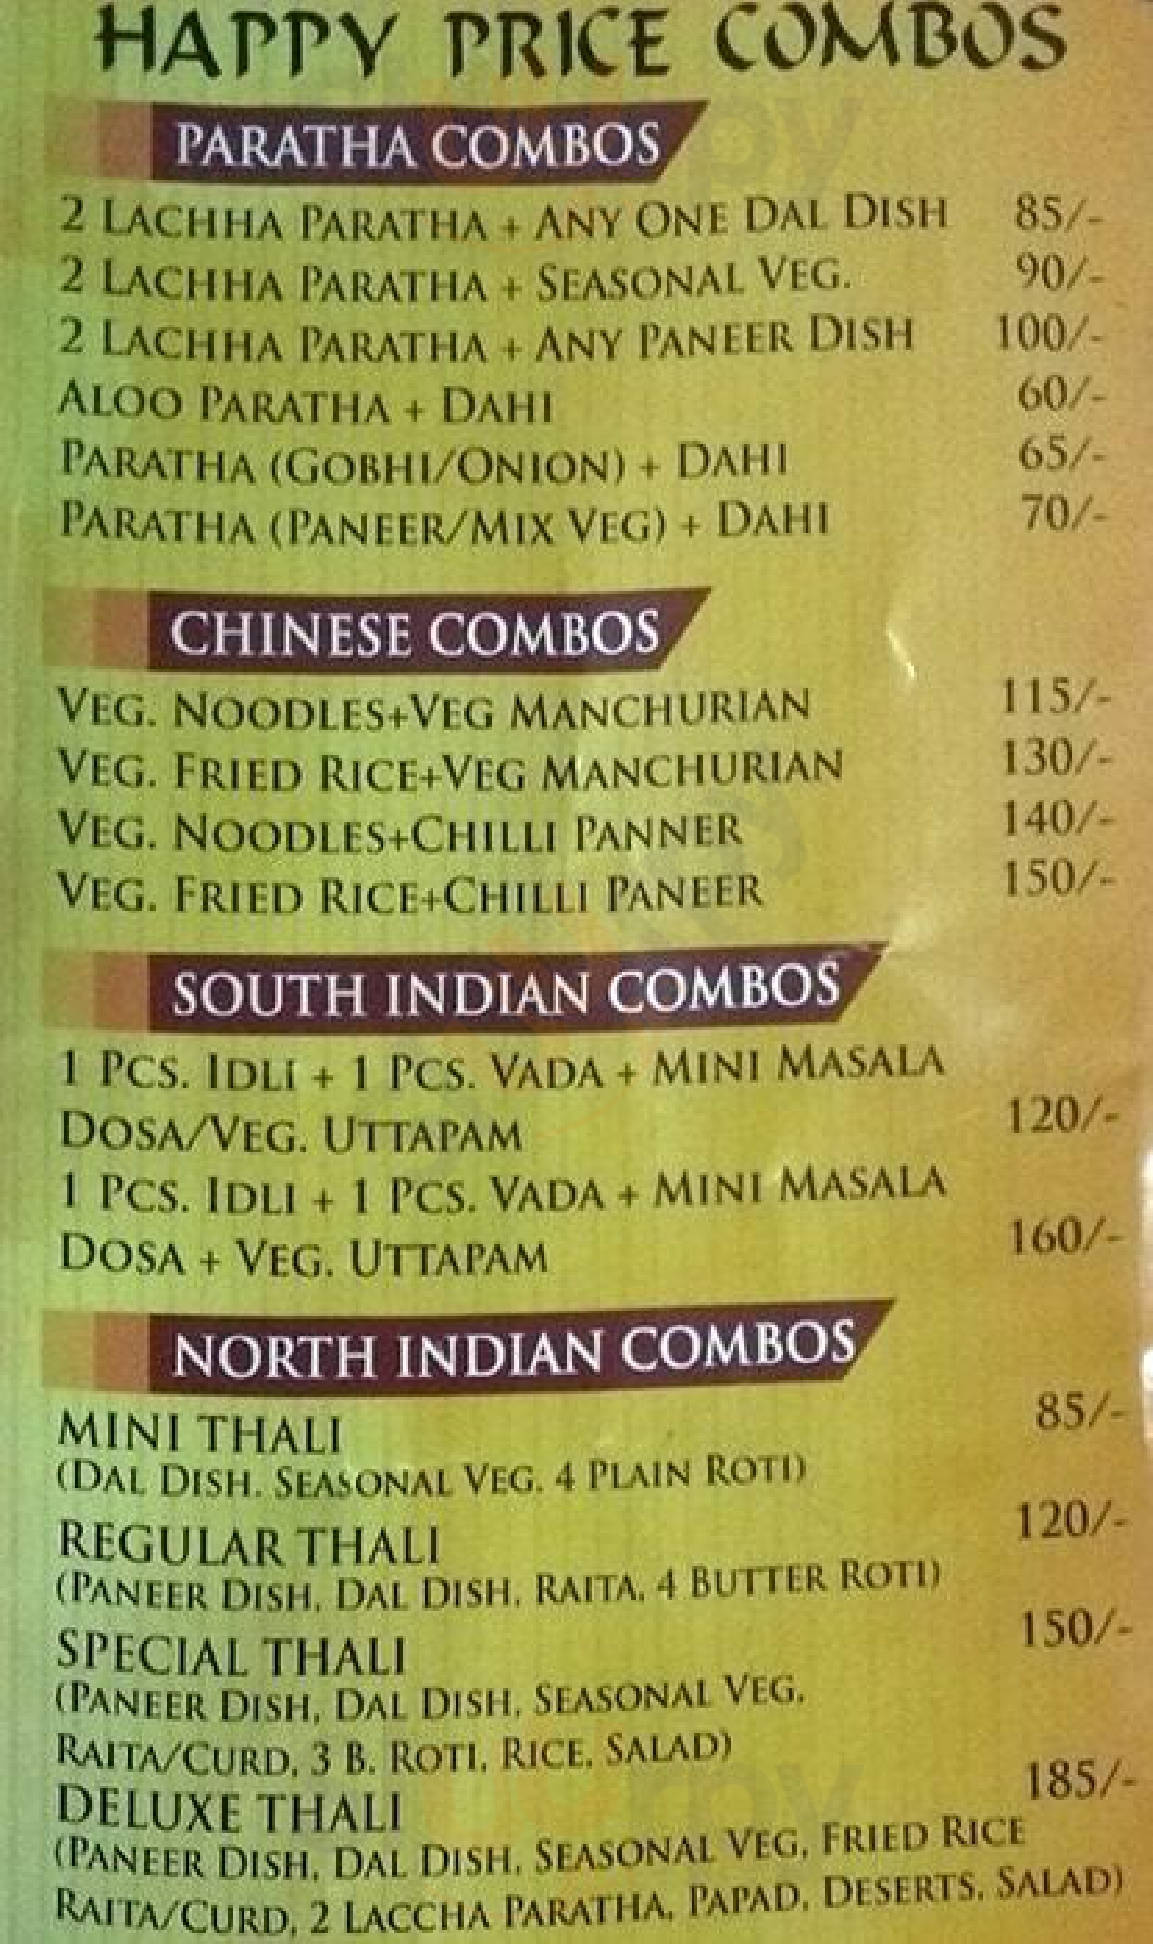 HAPPY PRICE COMBOS
PARATHA COMBOS
2 LACHHA PARATHA + ANY ONE DAL DISH 85/-
2 LACHHA PARATHA + SEASONAL VEG. 90/-
2 LACHHA PARATHA + ANY PANEER DISH 100/-
ALOO PARATHA + DAHI 60/-
PARATHA (GOBHI/ONION) + DAHI 65/-
PARATHA (PANEER/MIX VEG) + DAHI 70/-
CHINESE COMBOS
VEG. NOODLES+VEG MANCHURIAN 115/-
VEG. FRIED RICE+VEG MANCHURIAN 130/-
VEG. NOODLES+CHILLI PANNER 140/-
VEG. FRIED RICE+CHILLI PANEER 150/-
SOUTH INDIAN COMBOS
1 PCS. IDLI + 1 PCS. VADA + MINI MASALA
DOSA/VEG. UTTAPAM 120/-
1 PCS. IDLI + 1 PCS. VADA + MINI MASALA
DOSA + VEG. UTTAPAM 160/-
NORTH INDIAN COMBOS
MINI THALI 85/-
(DAL DISH. SEASONAL VEG. 4 PLAIN ROTI)
REGULAR THALI 120/-
(PANEER DISH, DAL DISH, RAITA, 4 BUTTER ROTI)
SPECIAL THALI 150/-
(PANEER DISH, DAL DISH, SEASONAL VEG,
RAITA/CURD, 3 B. ROTI, RICE, SALAD)
DELUXE THALI 185/-
(PANEER DISH, DAL DISH, SEASONAL VEG, FRIED RICE
RAITA/CURD, 2 LACCHA PARATHA, PAPAD, DESERTS, SALAD)